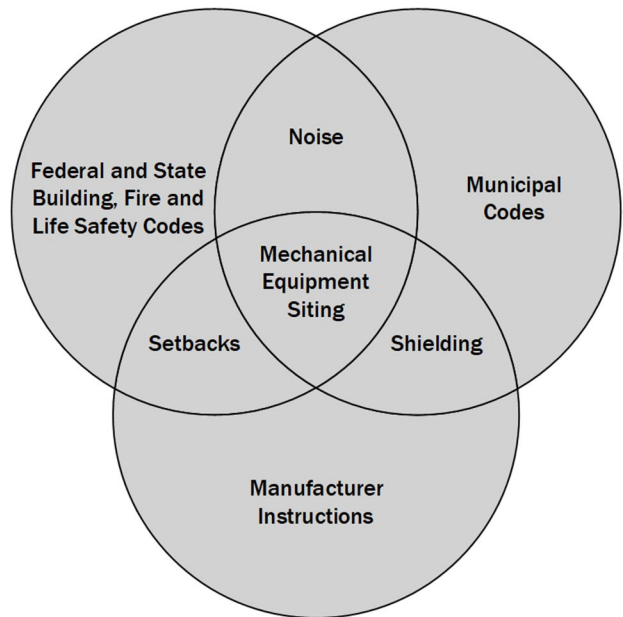 Noise
Federal and State
Building, Fire and
Life Safety Codes
Municipal
Codes
Mechanical
Equipment
Siting
Setbacks
Shielding
Manufacturer
Instructions